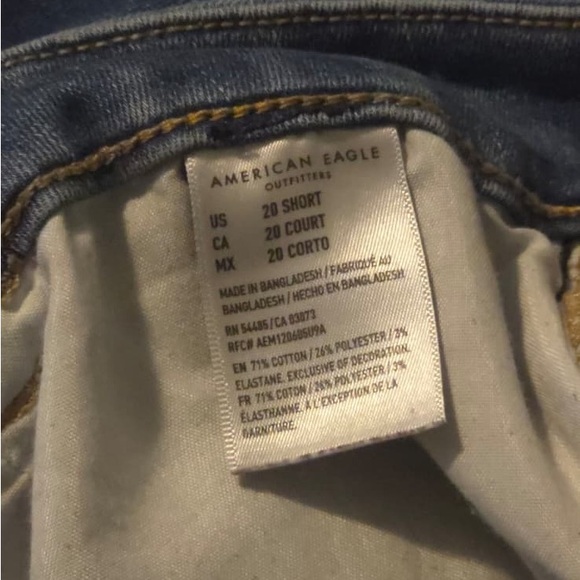 AMERICAN EAGLE
OUTFITTERS
US 20 SHORT
CA 20 COURT
MX 20 CORTO
MADE IN BANGLADESH / FABRIQUÉ AU
BANGLADESH / HECHO EN BANGLADESH
RN 54485 / CA 03073
RFC# AEM120605U9A
EN 71% COTTON / 26% POLYESTER / 3%
ELASTANE. EXCLUSIVE OF DECORATION.
FR 71% COTON / 26% POLYESTER / 3%
ÉLASTHANNE. À L'EXCEPTION DE LA
GARNITURE.